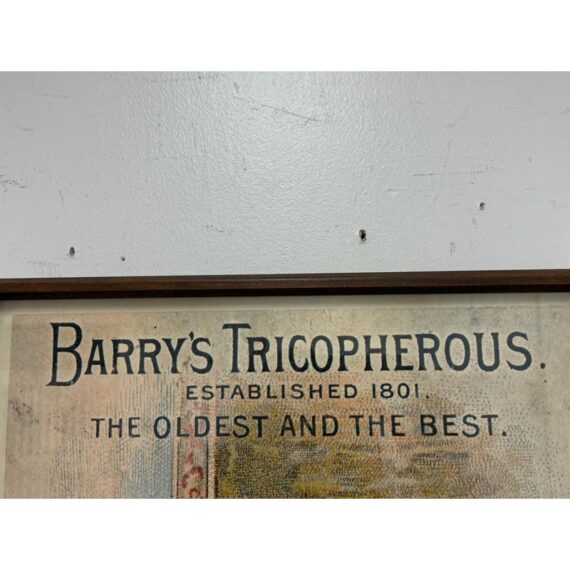 BARRY'S TRICOPHEROUS.
ESTABLISHED 1801.
THE OLDEST AND THE BEST.